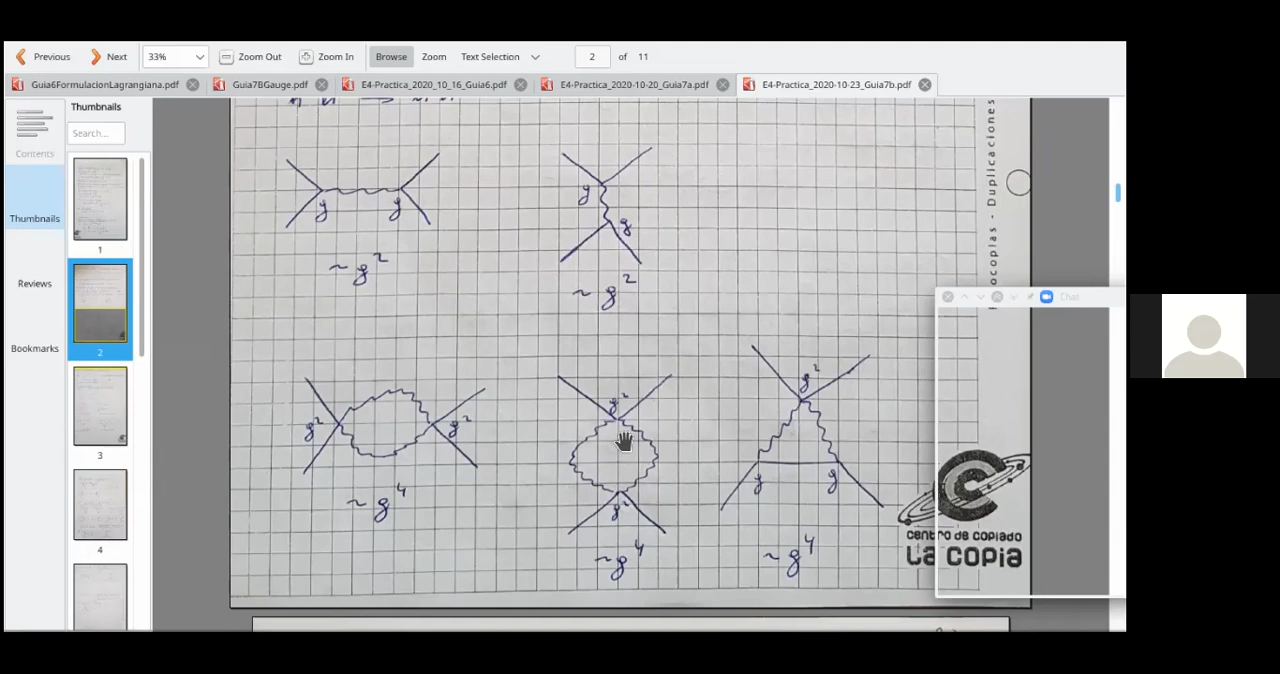 Previous Next 33% Zoom Out Zoom In Browse Zoom Text Selection 2 of 11
Guia6FormulacionLagrangiana.pdf Guia7BGauge.pdf E4-Practica_2020_10_16_Guia6.pdf E4-Practica_2020-10-20_Guia7a.pdf E4-Practica_2020-10-23_Guia7b.pdf
Contents
Thumbnails
Reviews
Bookmarks
Thumbnails
Search...
1
2
3
4
g g
~ g²
g
g
~ g²
g² g²
~ g⁴
g²
g²
~ g⁴
g²
g g
~ g⁴
ocopias - Duplicaciones
centro de copiado
La copia
Chat